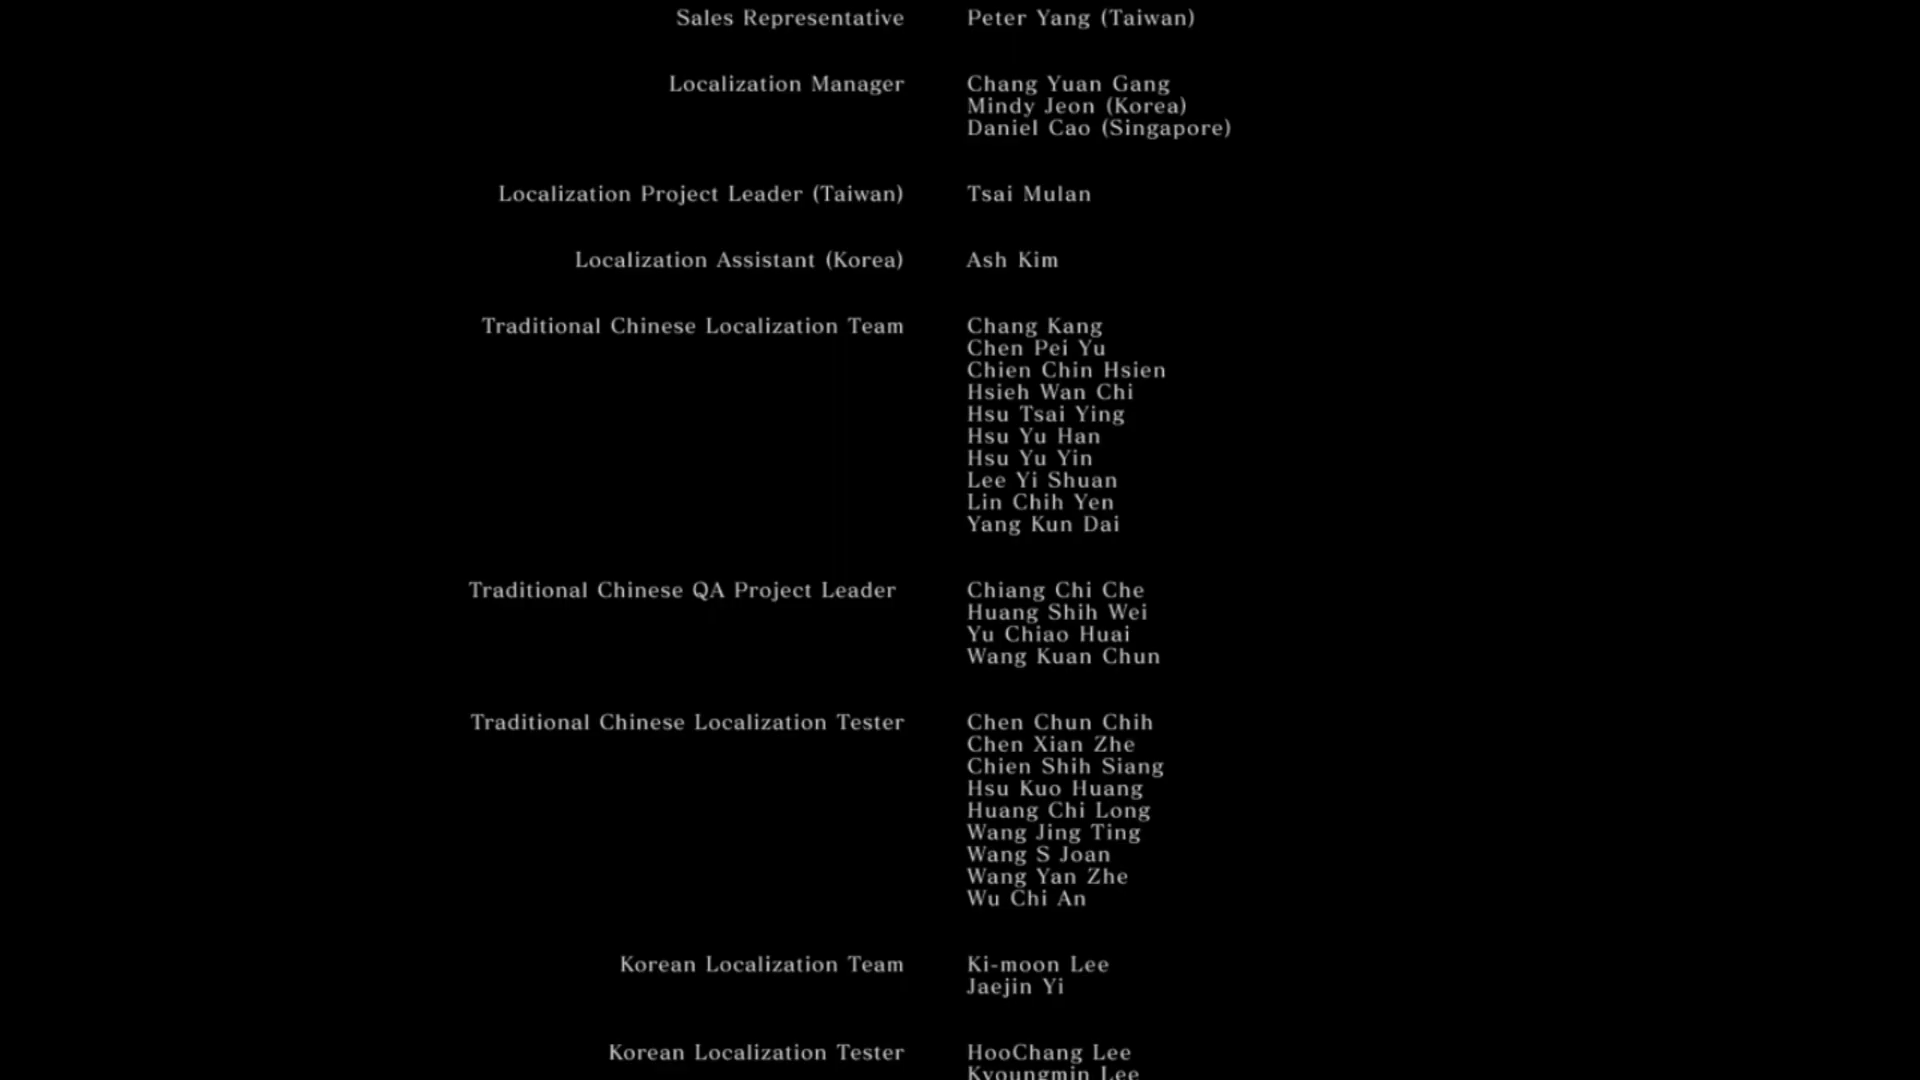 Sales Representative Peter Yang (Taiwan)
Localization Manager Chang Yuan Gang
Mindy Jeon (Korea)
Daniel Cao (Singapore)
Localization Project Leader (Taiwan) Tsai Mulan
Localization Assistant (Korea) Ash Kim
Traditional Chinese Localization Team Chang Kang
Chen Pei Yu
Chien Chin Hsien
Hsieh Wan Chi
Hsu Tsai Ying
Hsu Yu Han
Hsu Yu Yin
Lee Yi Shuan
Lin Chih Yen
Yang Kun Dai
Traditional Chinese QA Project Leader Chiang Chi Che
Huang Shih Wei
Yu Chiao Huai
Wang Kuan Chun
Traditional Chinese Localization Tester Chen Chun Chih
Chen Xian Zhe
Chien Shih Siang
Hsu Kuo Huang
Huang Chi Long
Wang Jing Ting
Wang S Joan
Wang Yan Zhe
Wu Chi An
Korean Localization Team Ki-moon Lee
Jaejin Yi
Korean Localization Tester HooChang Lee
Kyoungmin Lee